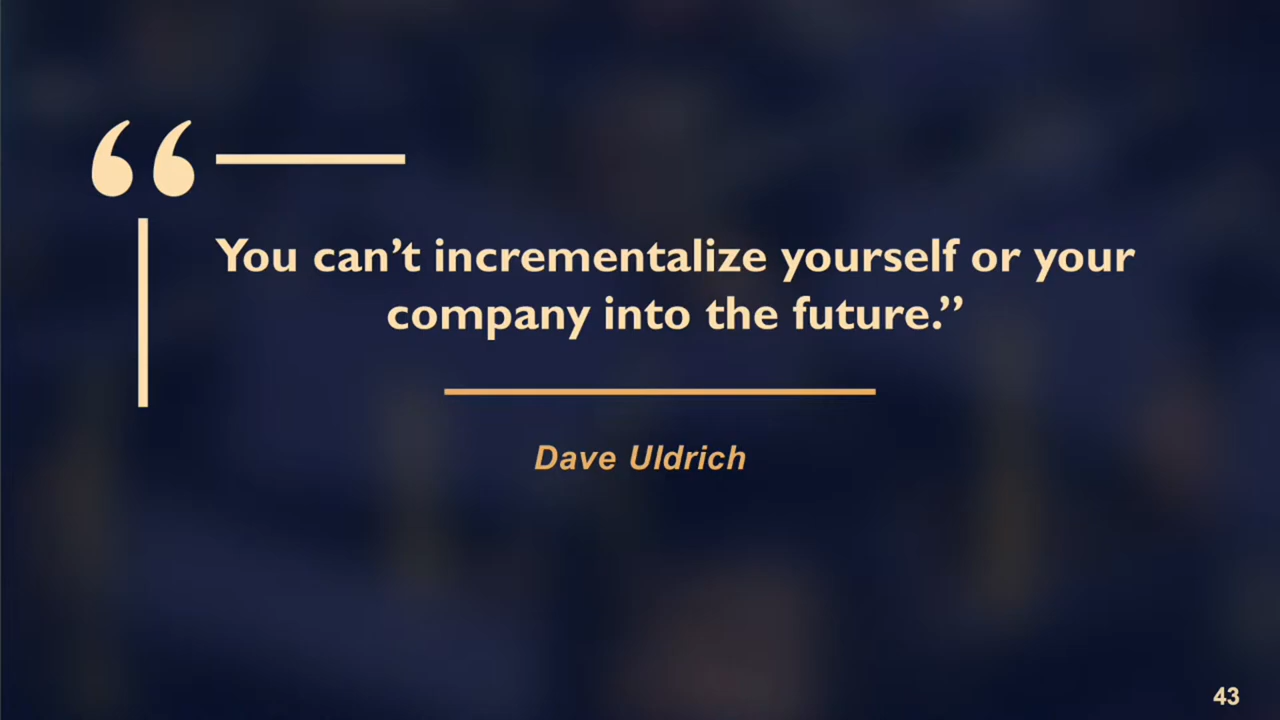 “
You can’t incrementalize yourself or your
company into the future.”
Dave Uldrich
43